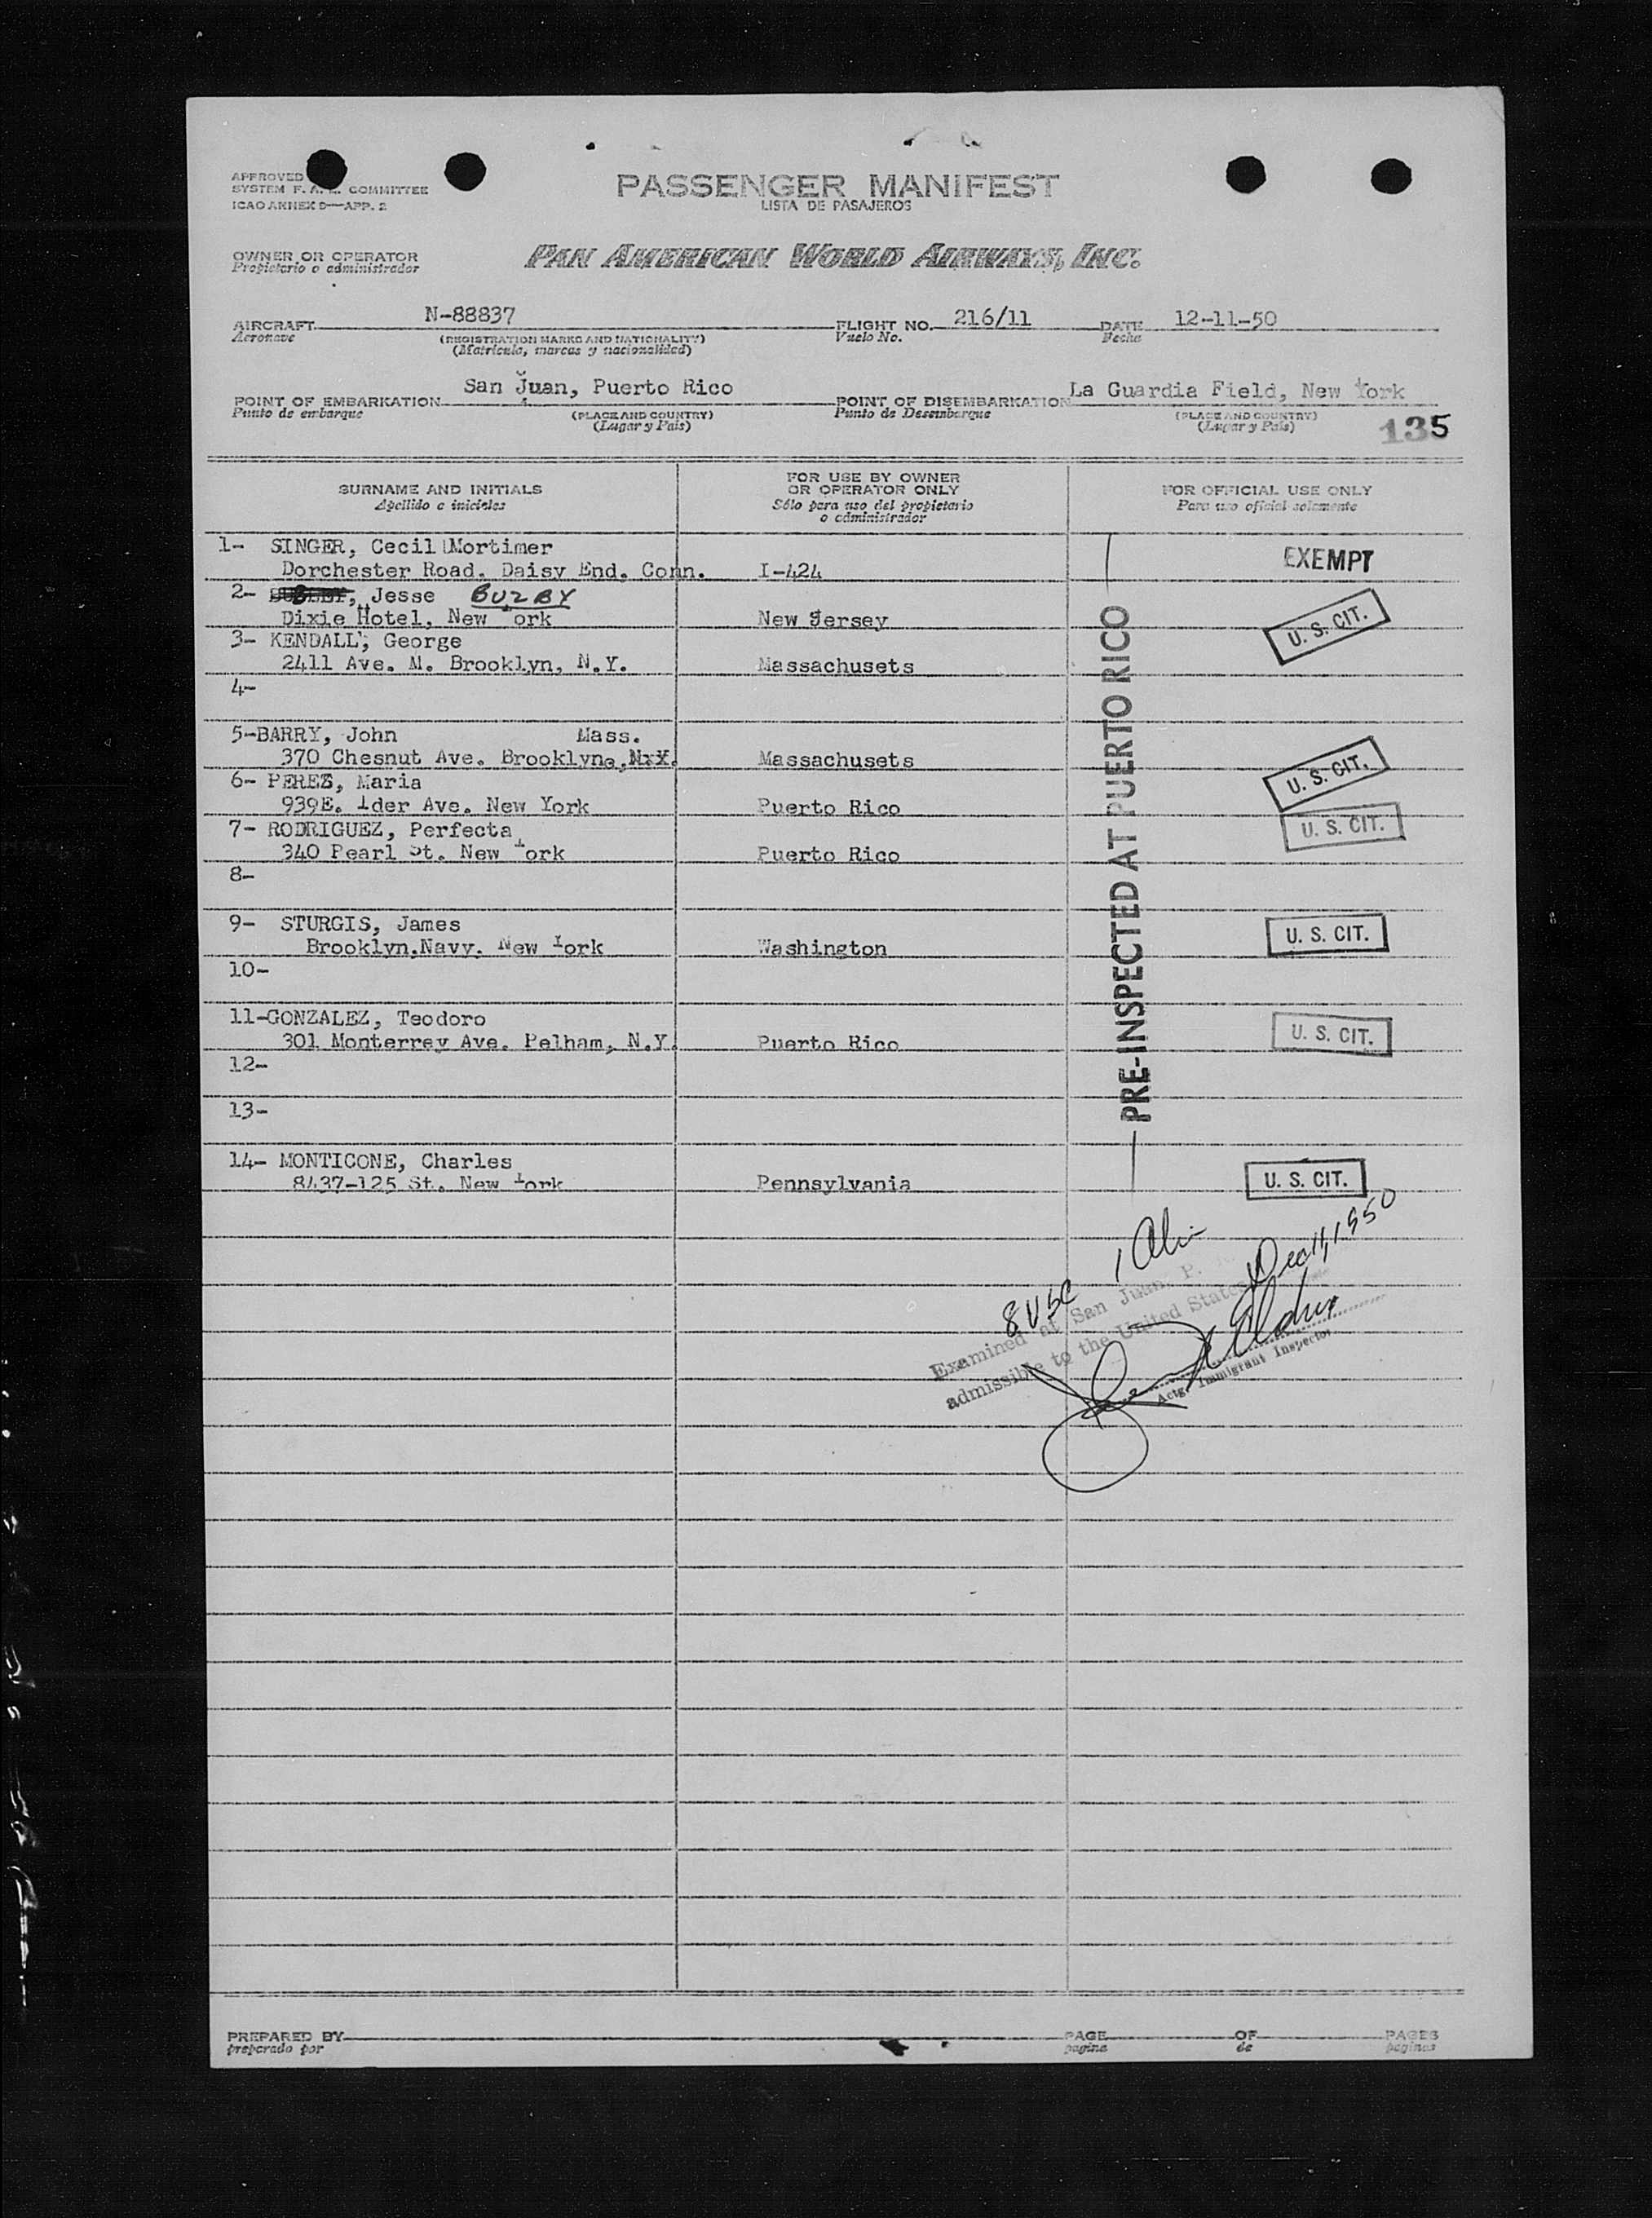 APPROVED
SYSTEM F. A. L. COMMITTEE
ICAO ANNEX 9—APP. 2
PASSENGER MANIFEST
LISTA DE PASAJEROS
OWNER OR OPERATOR
Propietario o administrador
PAN AMERICAN WORLD AIRWAYS, INC.
AIRCRAFT N-88837 FLIGHT NO. 216/11 DATE 12-11-50
Aeronave (REGISTRATION MARKS AND NATIONALITY) Vuelo No. Fecha
(Matrícula, marcas y nacionalidad)
POINT OF EMBARKATION San Juan, Puerto Rico POINT OF DISEMBARKATION La Guardia Field, New York
Punto de embarque (PLACE AND COUNTRY) Punto de Desembarque (PLACE AND COUNTRY)
(Lugar y País) (Lugar y País)
135
SURNAME AND INITIALS
Apellido e iniciales
FOR USE BY OWNER
OR OPERATOR ONLY
Sólo para uso del propietario
o administrador
FOR OFFICIAL USE ONLY
Para uso oficial solamente
1- SINGER, Cecil Mortimer EXEMPT
Dorchester Road. Daisy End. Conn. I-424
2- , Jesse BUZBY
Dixie Hotel, New York New Jersey U. S. CIT.
3- KENDALL, George
2411 Ave. M. Brooklyn, N.Y. Massachusets
4-
5-BARRY, John Mass.
370 Chesnut Ave. Brooklyne, NxX. Massachusets U. S. CIT.
6- PEREZ, Maria
939E. lder Ave. New York Puerto Rico U. S. CIT.
7- RODRIGUEZ, Perfecta
340 Pearl St. New York Puerto Rico
8-
9- STURGIS, James U. S. CIT.
Brooklyn.Navy. New York Washington
10-
11-GONZALEZ, Teodoro U. S. CIT.
301 Monterrey Ave. Pelham, N.Y. Puerto Rico
12-
13-
14- MONTICONE, Charles U. S. CIT.
8437-125 St. New York Pennsylvania
PRE-INSPECTED AT PUERTO RICO
8 USC 1 Alien Dec 11, 1950
Examined at San Juan, P.
admissible to the United States
Actg. Immigrant Inspector
PREPARED BY PAGE OF PAGES
preparado por pagina de paginas